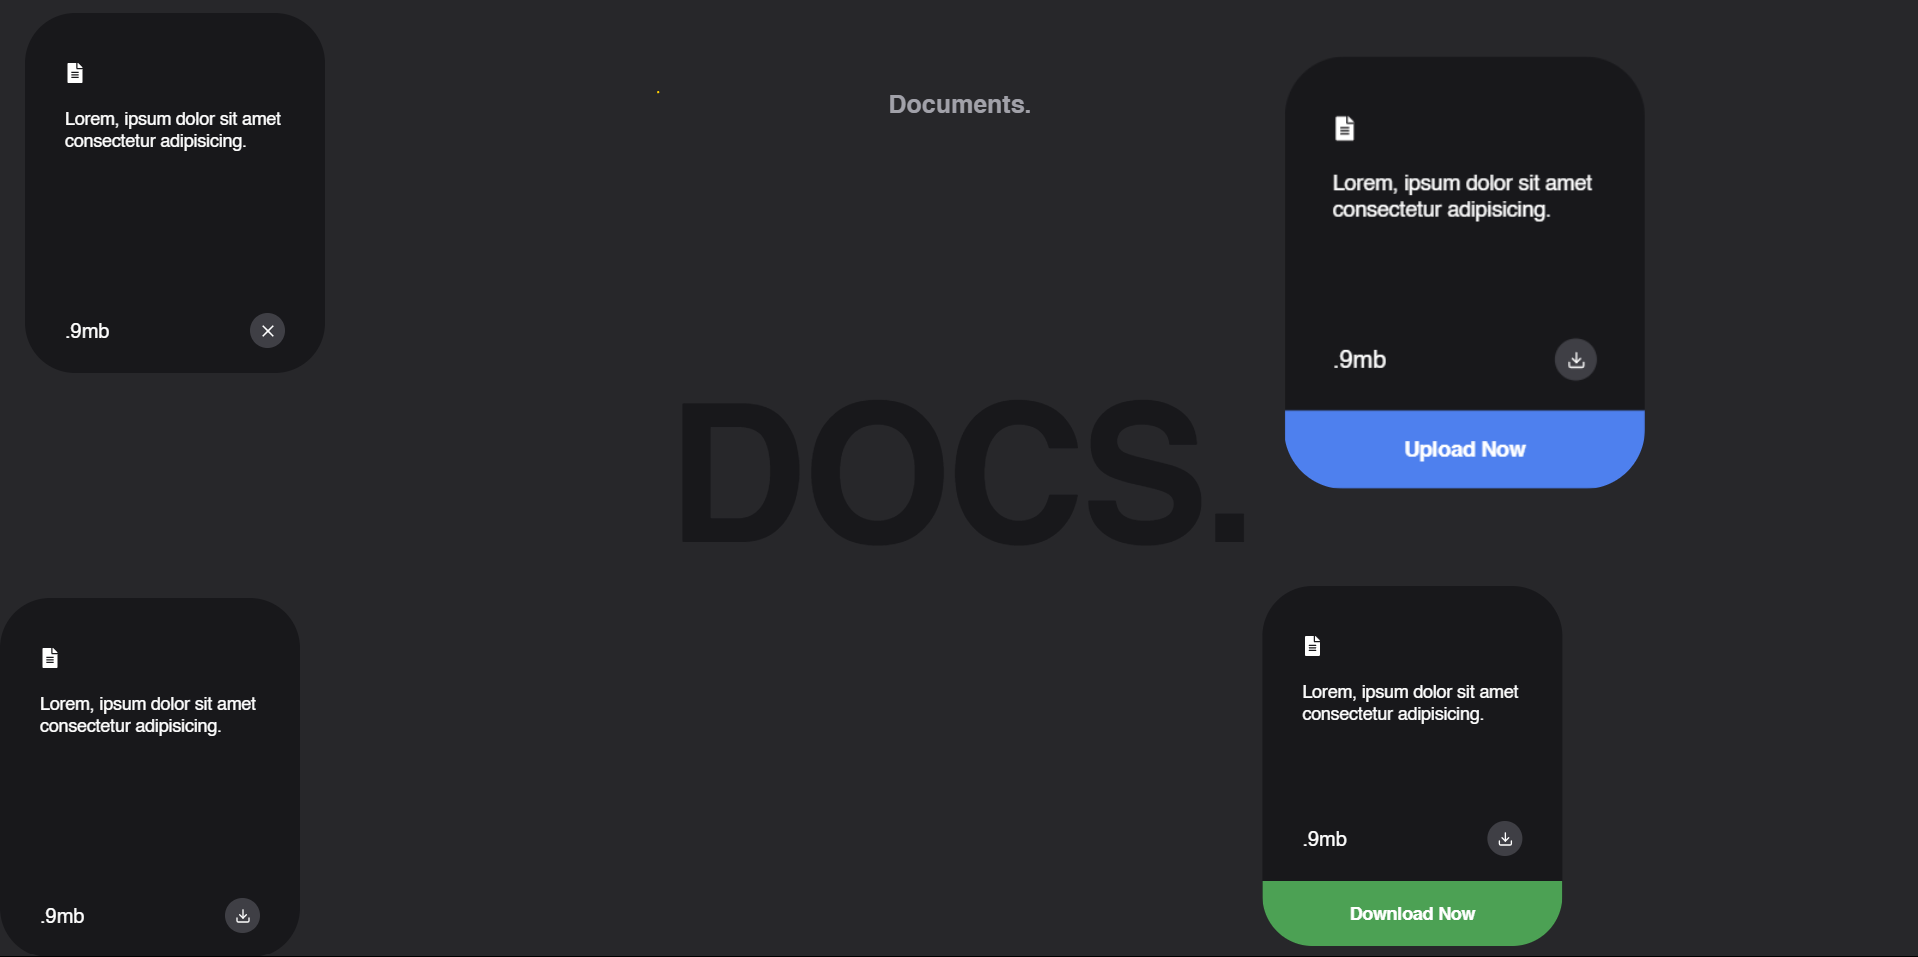 Lorem, ipsum dolor sit amet
consectetur adipisicing.
.9mb
Documents.
Lorem, ipsum dolor sit amet
consectetur adipisicing.
.9mb
Upload Now
DOCS.
Lorem, ipsum dolor sit amet
consectetur adipisicing.
.9mb
Lorem, ipsum dolor sit amet
consectetur adipisicing.
.9mb
Download Now